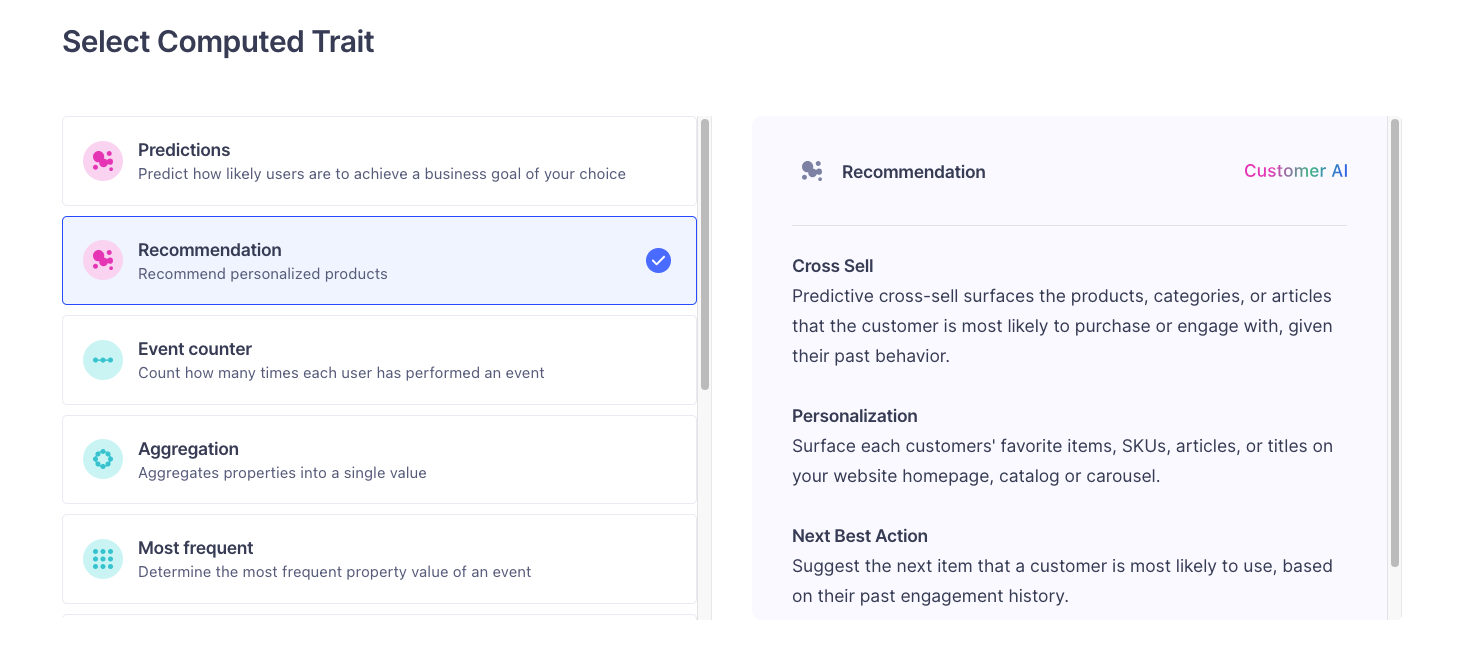 Select Computed Trait
Predictions
Predict how likely users are to achieve a business goal of your choice
Recommendation
Recommend personalized products
Event counter
Count how many times each user has performed an event
Aggregation
Aggregates properties into a single value
Most frequent
Determine the most frequent property value of an event
Recommendation
Customer AI
Cross Sell
Predictive cross-sell surfaces the products, categories, or articles
that the customer is most likely to purchase or engage with, given
their past behavior.
Personalization
Surface each customers' favorite items, SKUs, articles, or titles on
your website homepage, catalog or carousel.
Next Best Action
Suggest the next item that a customer is most likely to use, based
on their past engagement history.